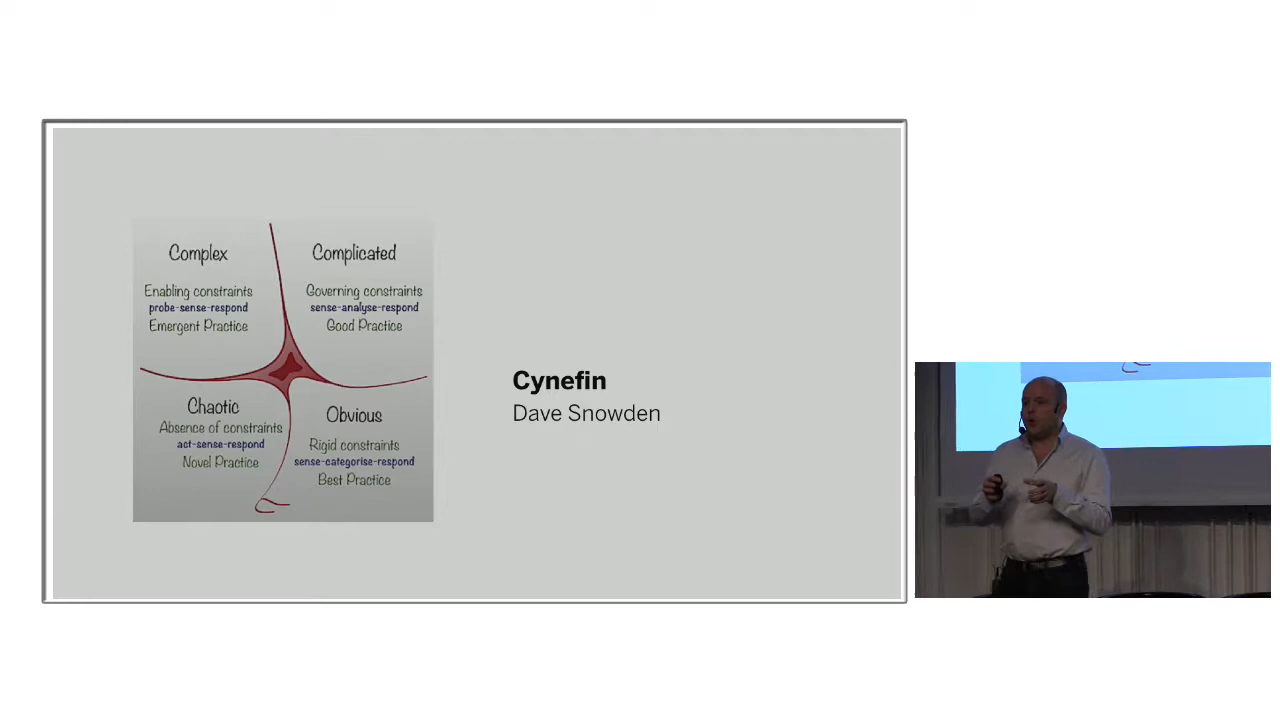 Complex
Enabling constraints
probe-sense-respond
Emergent Practice
Complicated
Governing constraints
sense-analyse-respond
Good Practice
Chaotic
Absence of constraints
act-sense-respond
Novel Practice
Obvious
Rigid constraints
sense-categorise-respond
Best Practice
Cynefin
Dave Snowden